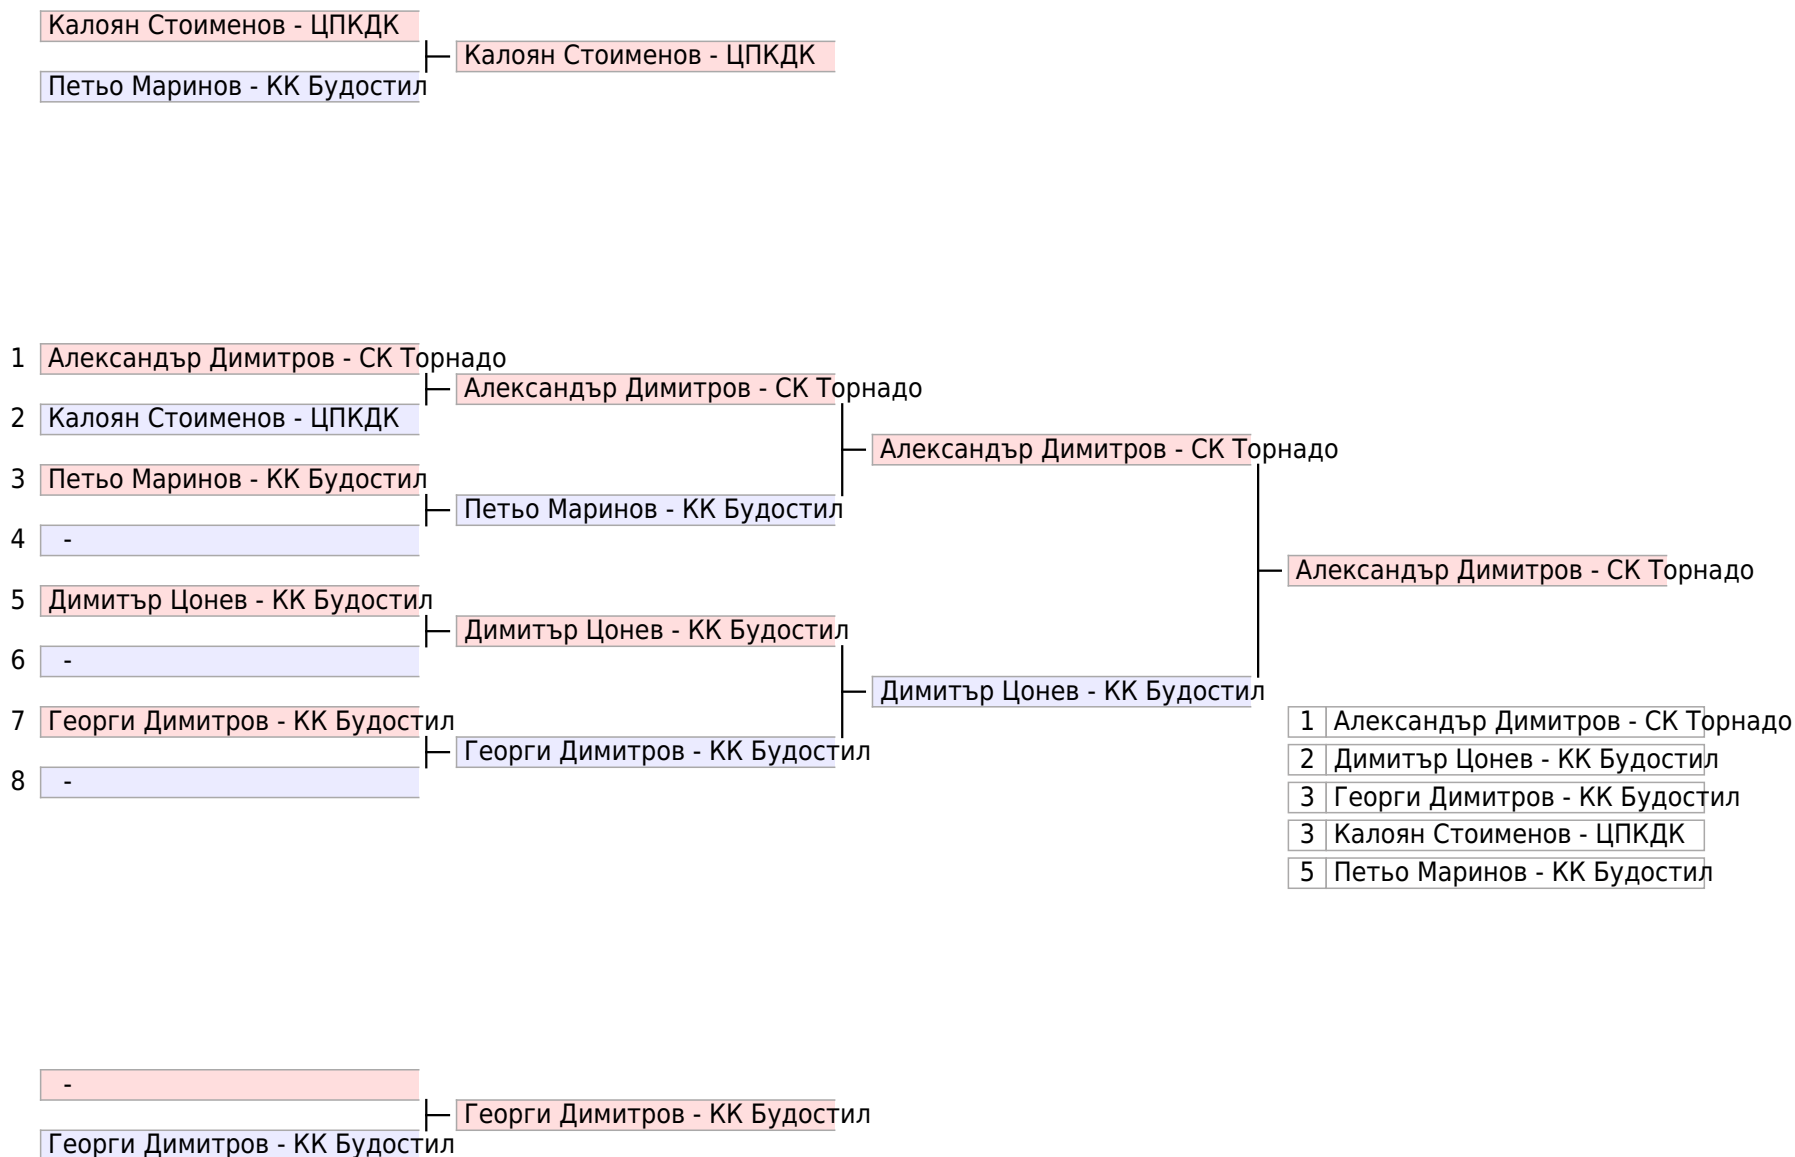 Калоян Стоименов - ЦПКДК
Калоян Стоименов - ЦПКДК
Петьо Маринов - КК Будостил
1 Александър Димитров - СК Торнадо
Александър Димитров - СК Торнадо
2 Калоян Стоименов - ЦПКДК
Александър Димитров - СК Торнадо
3 Петьо Маринов - КК Будостил
Петьо Маринов - КК Будостил
4 -
Александър Димитров - СК Торнадо
5 Димитър Цонев - КК Будостил
Димитър Цонев - КК Будостил
6 -
Димитър Цонев - КК Будостил
7 Георги Димитров - КК Будостил
Георги Димитров - КК Будостил
8 -
1 Александър Димитров - СК Торнадо
2 Димитър Цонев - КК Будостил
3 Георги Димитров - КК Будостил
3 Калоян Стоименов - ЦПКДК
5 Петьо Маринов - КК Будостил
-
Георги Димитров - КК Будостил
Георги Димитров - КК Будостил